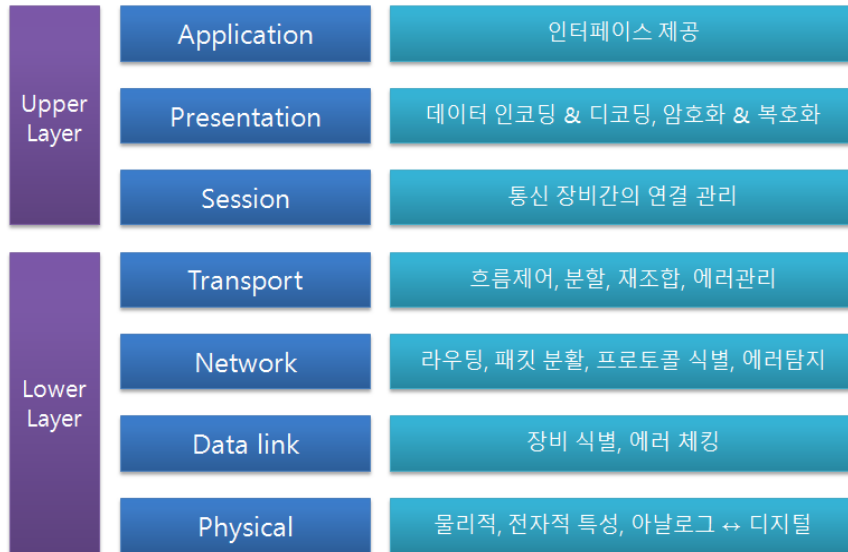 Upper
Layer
Application
인터페이스 제공
Presentation
데이터 인코딩 & 디코딩, 암호화 & 복호화
Session
통신 장비간의 연결 관리
Lower
Layer
Transport
흐름제어, 분할, 재조합, 에러관리
Network
라우팅, 패킷 분활, 프로토콜 식별, 에러탐지
Data link
장비 식별, 에러 체킹
Physical
물리적, 전자적 특성, 아날로그 ↔ 디지털